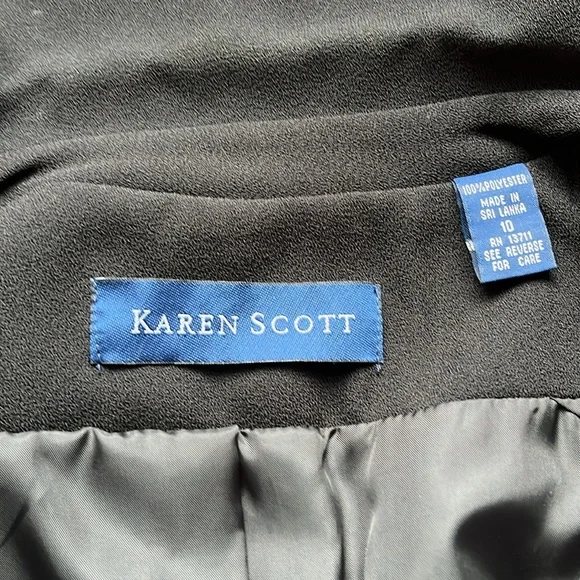 KAREN SCOTT
100% POLYESTER
MADE IN
SRI LANKA
10
RN 13711
SEE REVERSE
FOR CARE